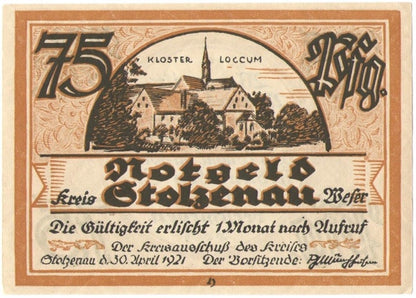 75 Pfg.
KLOSTER LOCCUM
Notgeld
Kreis Stolzenau Weser
Die Gültigkeit erlischt 1 Monat nach Aufruf
Der Kreisausschuß des Kreises
Stolzenau d. 30. April 1921 Der Vorsitzende: